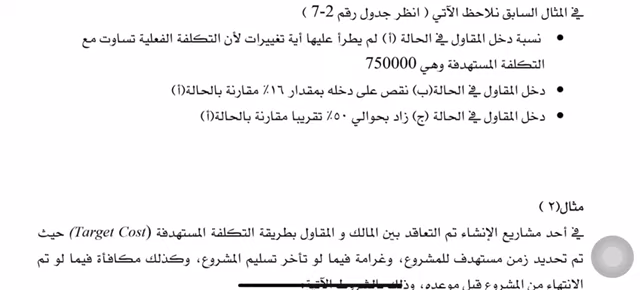 في المثال السابق نلاحظ الآتي ( انظر جدول رقم 2-7 )
• نسبة دخل المقاول في الحالة (أ) لم يطرأ عليها أية تغييرات لأن التكلفة الفعلية تساوت مع
التكلفة المستهدفة وهي 750000
• دخل المقاول في الحالة(ب) نقص على دخله بمقدار ١٦٪ مقارنة بالحالة(أ)
• دخل المقاول في الحالة (ج) زاد بحوالي ٥٠٪ تقريبا مقارنة بالحالة(أ)
مثال(٢ )
في أحد مشاريع الإنشاء تم التعاقد بين المالك و المقاول بطريقة التكلفة المستهدفة (Target Cost) حيث
تم تحديد زمن مستهدف للمشروع، وغرامة فيما لو تأخر تسليم المشروع، وكذلك مكافأة فيما لو تم
الانتهاء من المشروع قبل موعده، وذلك بالشروط الآتية: